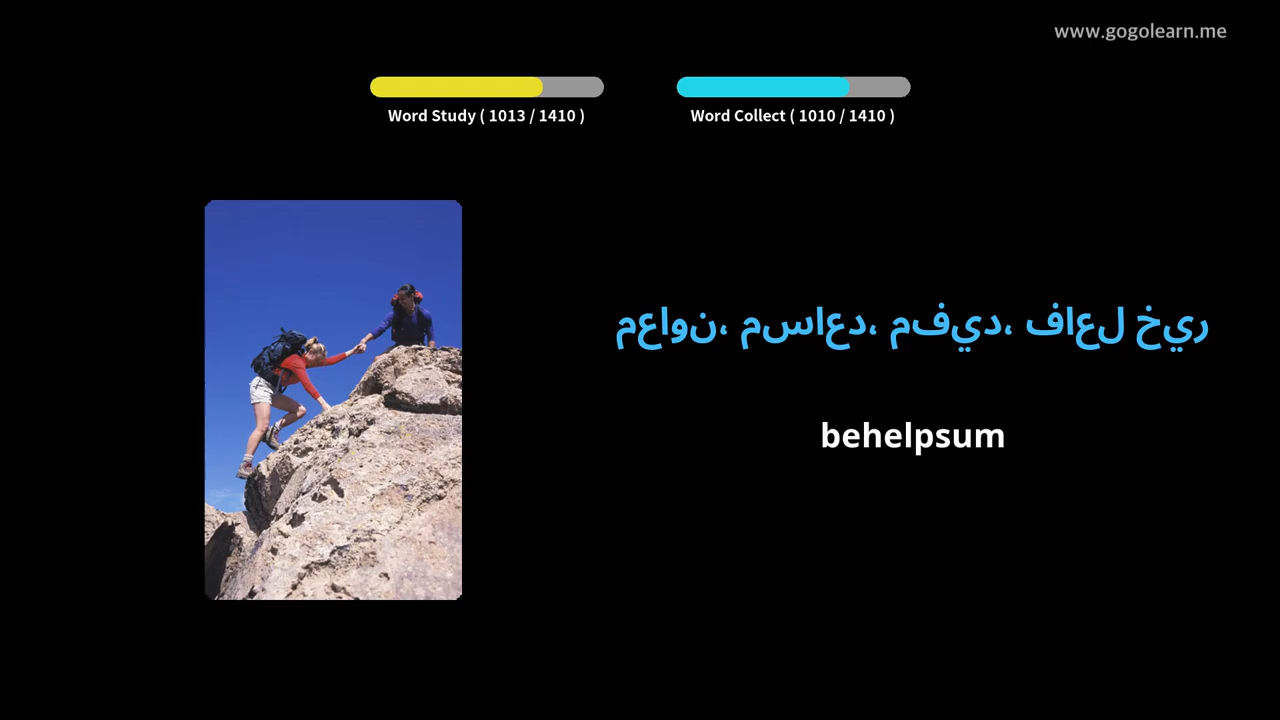 www.gogolearn.me
Word Study ( 1013 / 1410 )
Word Collect ( 1010 / 1410 )
معاون، مساعد، مفيد، فاعل خير
behelpsum